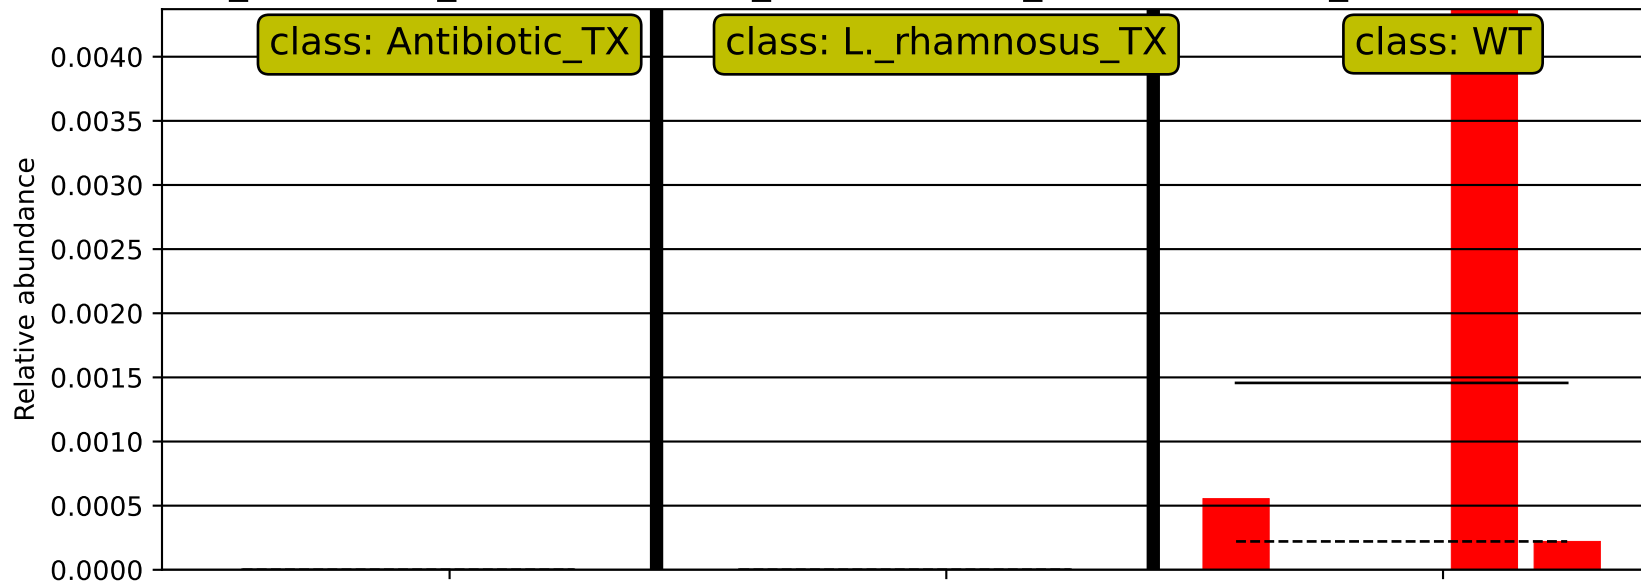 class: Antibiotic_TX
class: L._rhamnosus_TX
class: WT
0.0040
0.0035
0.0030
0.0025
0.0020
0.0015
0.0010
0.0005
0.0000
Relative abundance